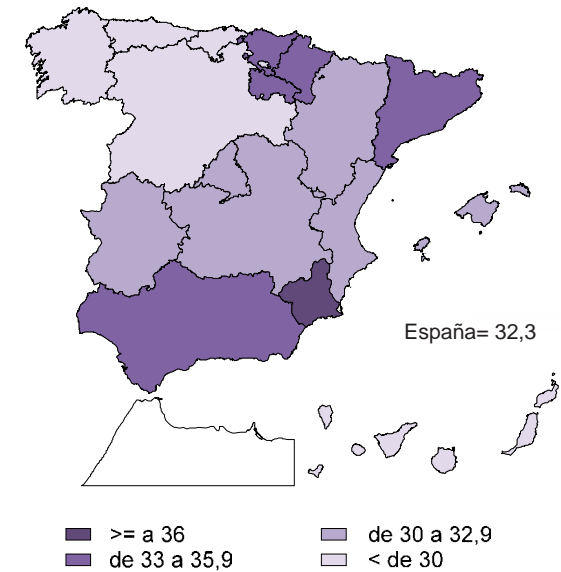 España= 32,3
>= a 36
de 30 a 32,9
de 33 a 35,9
< de 30